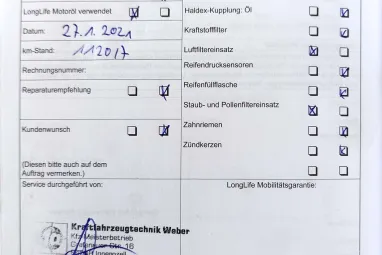 LongLife Motoröl verwendet
Datum: 27.1.2021
km-Stand: 112017
Rechnungsnummer:
Reparaturempfehlung
Kundenwunsch
(Diesen bitte auch auf dem
Auftrag vermerken.)
Service durchgeführt von:
Kraftfahrzeugtechnik Weber
Kfz Meisterbetrieb
16
Haldex-Kupplung: Öl
Kraftstofffilter
Luftfiltereinsatz
Reifendrucksensoren
Reifenfüllflasche
Staub- und Pollenfiltereinsatz
Zahnriemen
Zündkerzen
LongLife Mobilitätsgarantie: